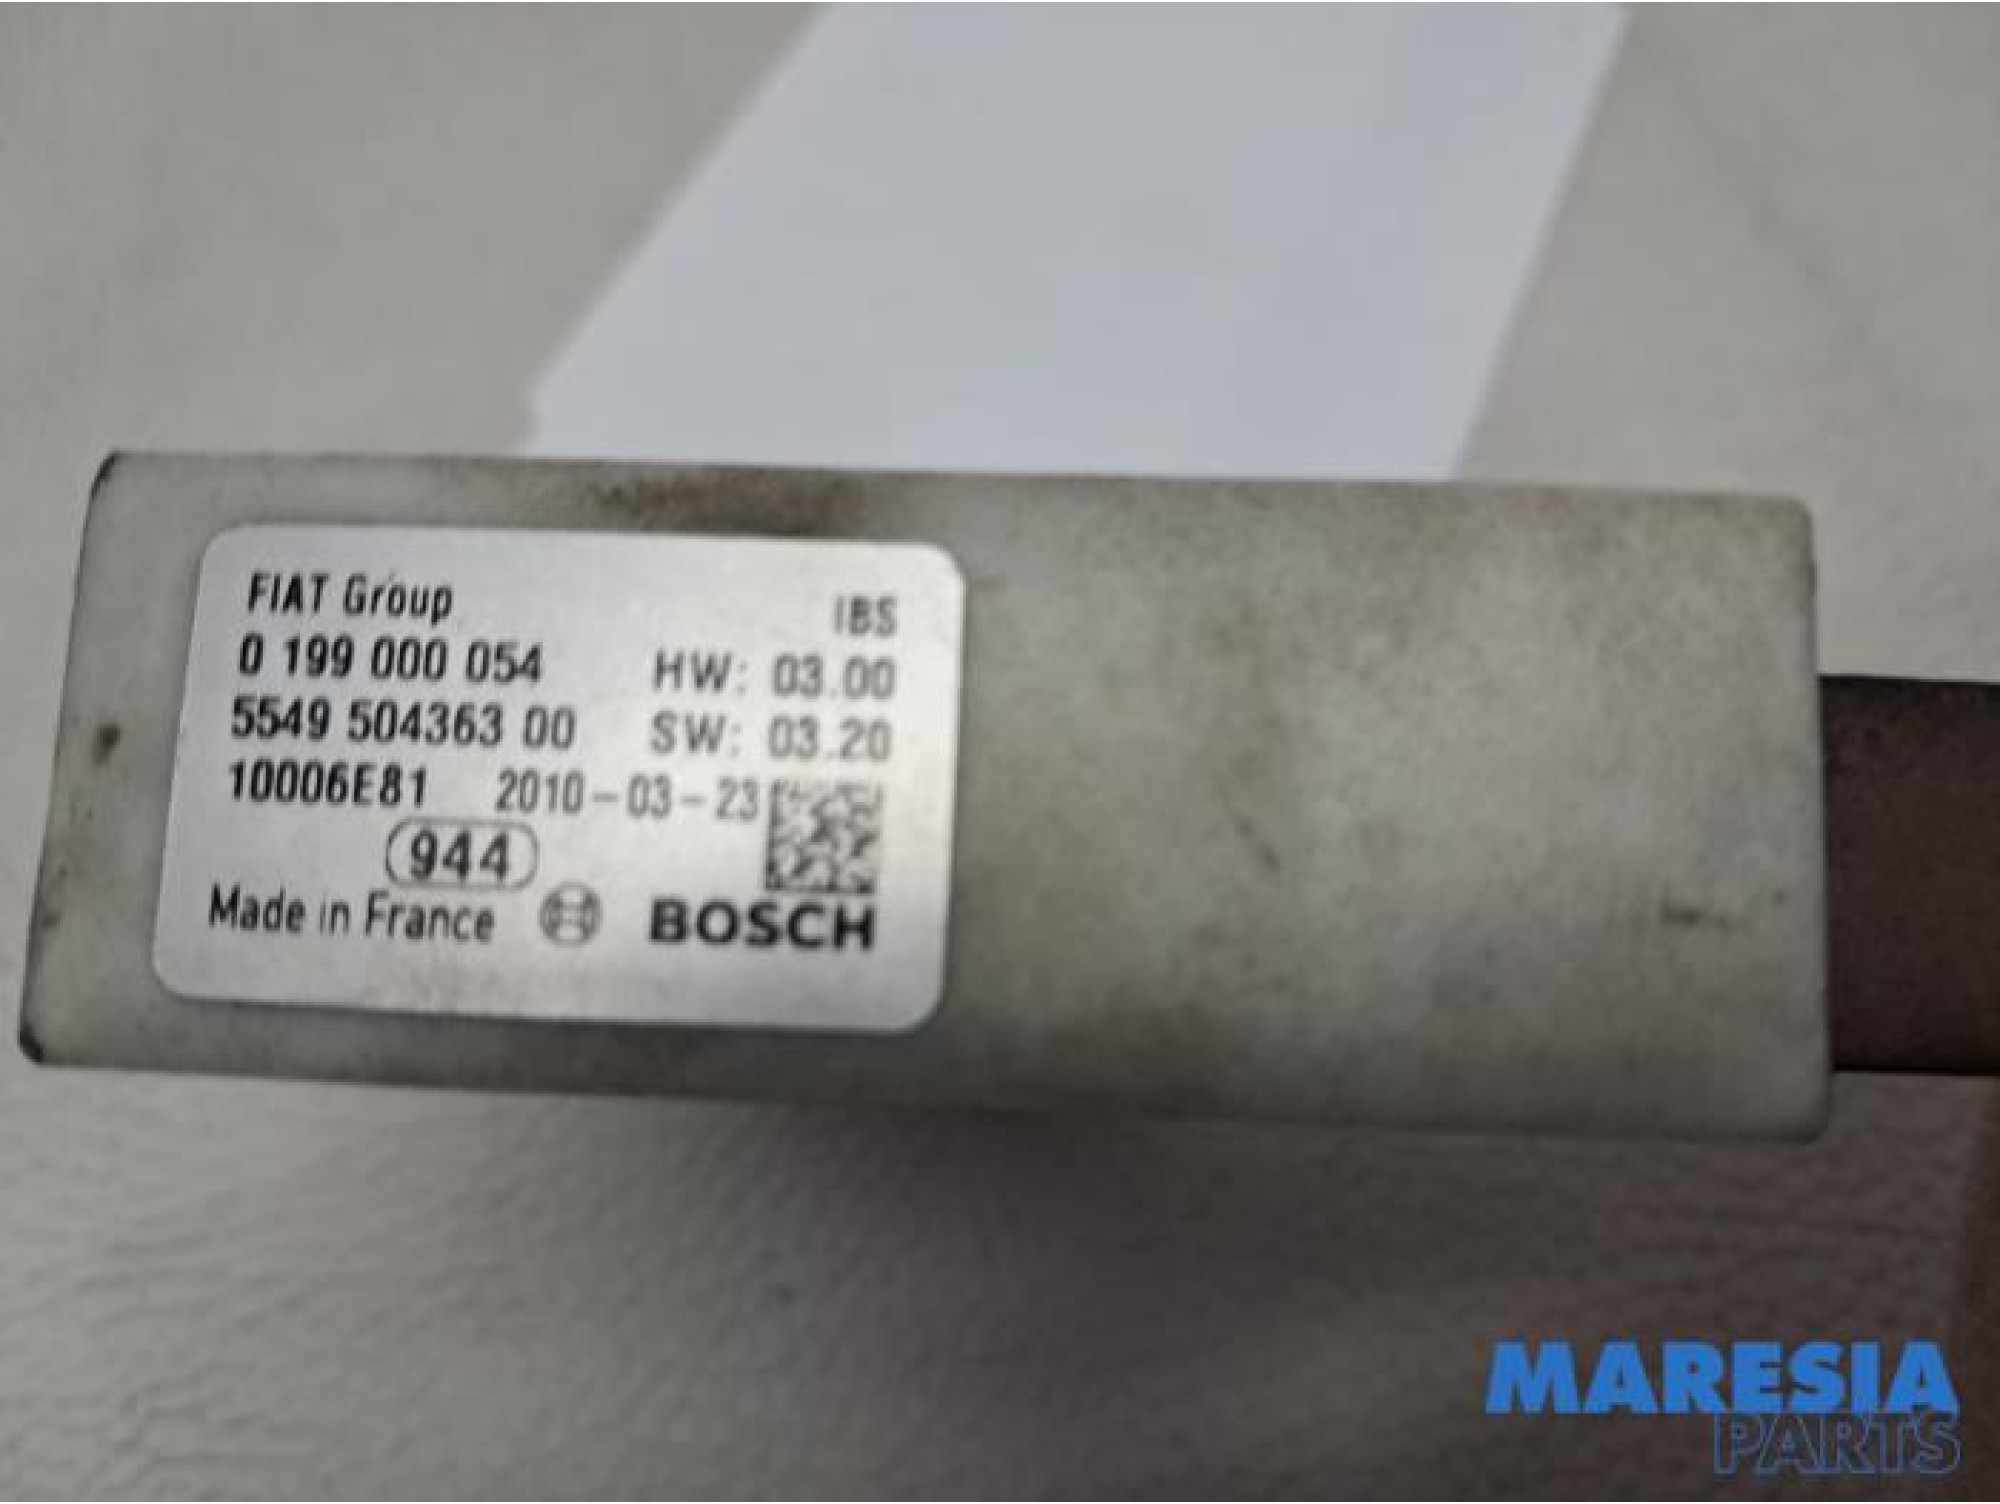 FIAT Group IBS
0 199 000 054 HW: 03.00
5549 504363 00 SW: 03.20
10006E81 2010-03-23
944
Made in France BOSCH
MARESIA
PARTS